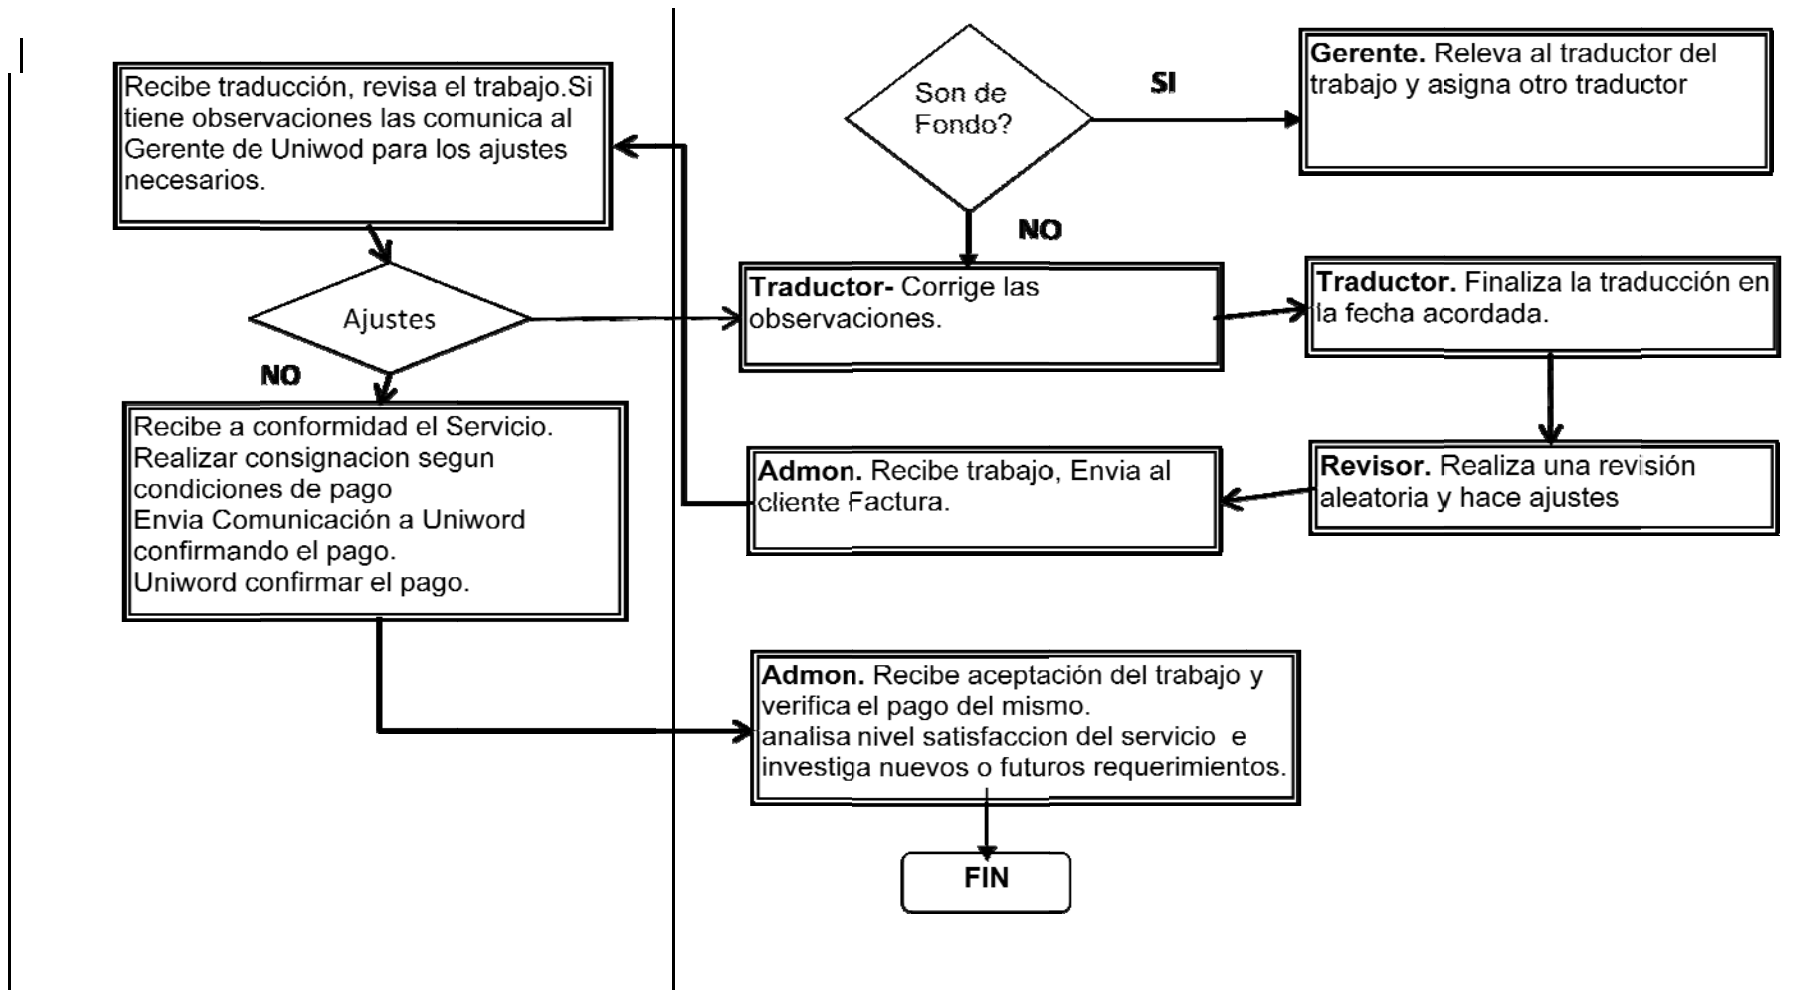 Recibe traducción, revisa el trabajo.Si
tiene observaciones las comunica al
Gerente de Uniwod para los ajustes
necesarios.
Ajustes
NO
Recibe a conformidad el Servicio.
Realizar consignacion segun
condiciones de pago
Envia Comunicación a Uniword
confirmando el pago.
Uniword confirmar el pago.
Son de
Fondo?
SI
Gerente. Releva al traductor del
trabajo y asigna otro traductor
NO
Traductor- Corrige las
observaciones.
Traductor. Finaliza la traducción en
la fecha acordada.
Revisor. Realiza una revisión
aleatoria y hace ajustes
Admon. Recibe trabajo, Envia al
cliente Factura.
Admon. Recibe aceptación del trabajo y
verifica el pago del mismo.
analisa nivel satisfaccion del servicio e
investiga nuevos o futuros requerimientos.
FIN